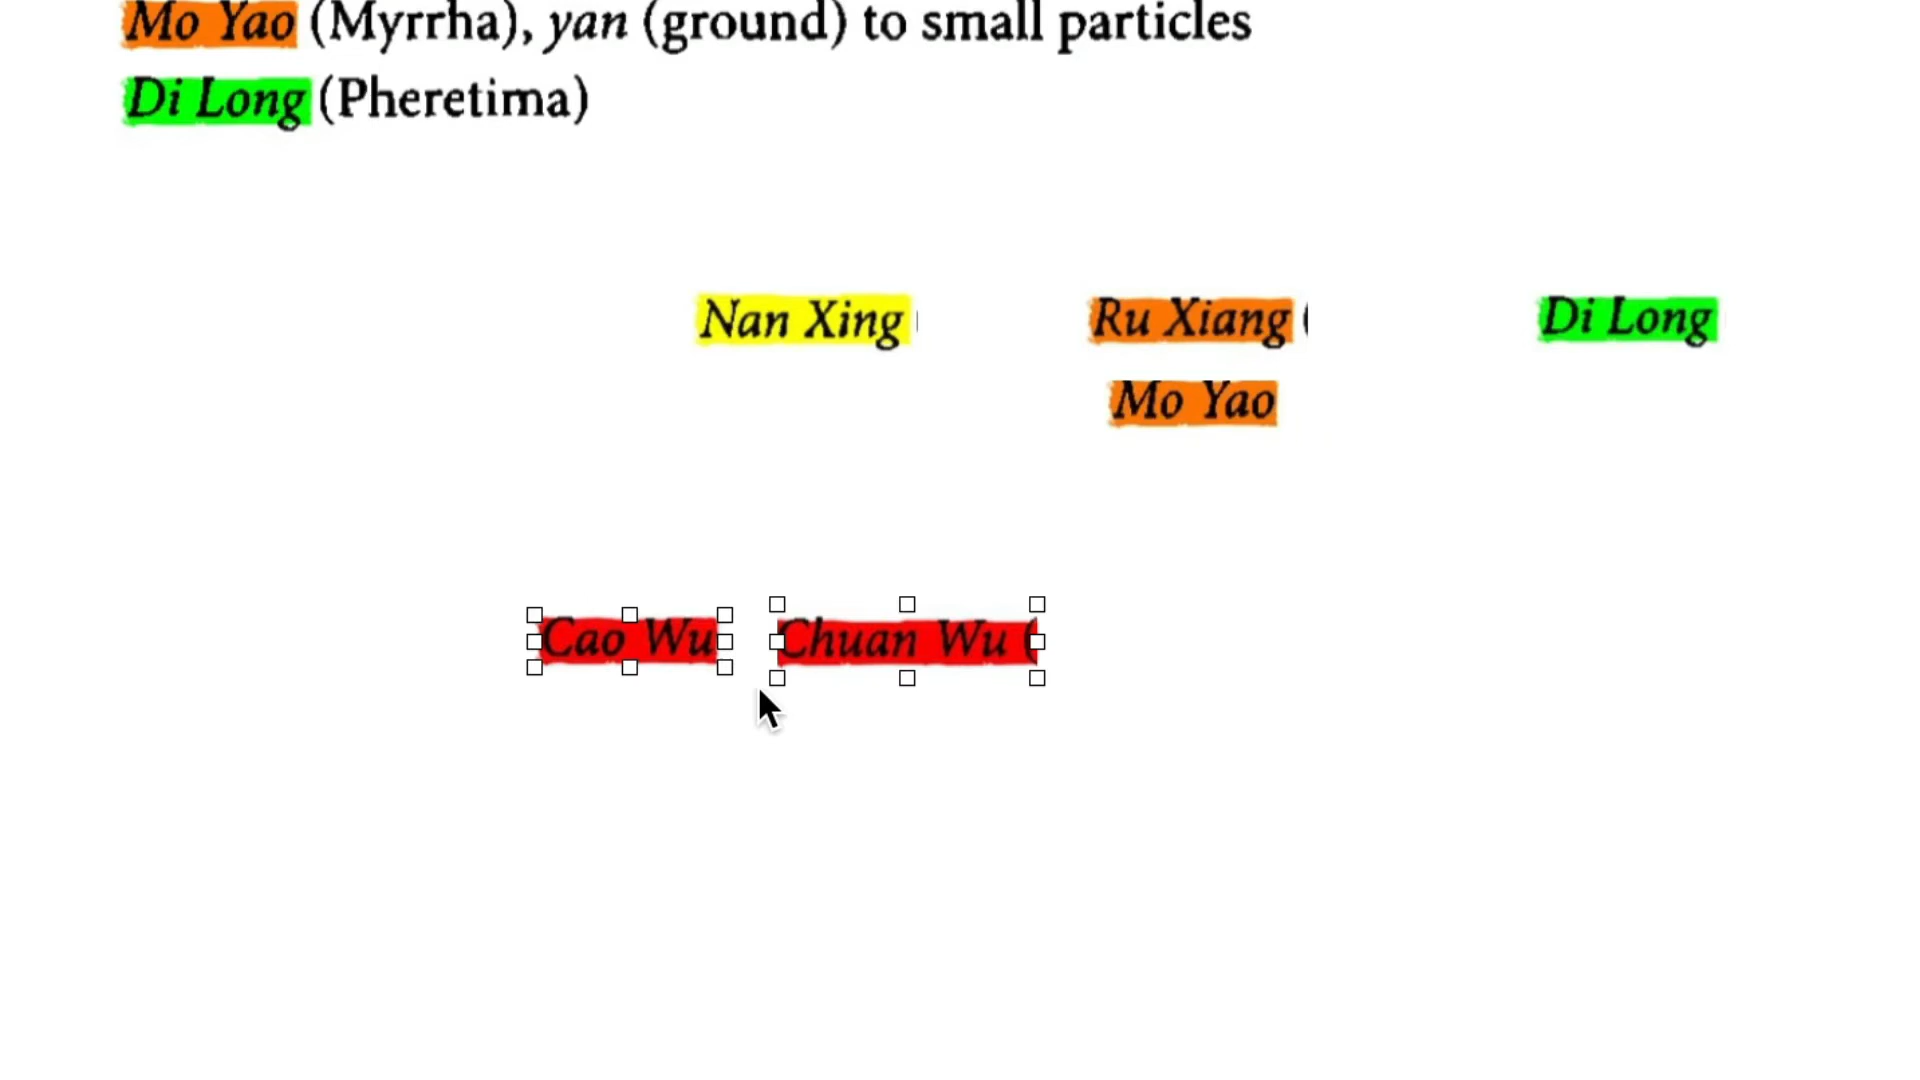 Mo Yao (Myrrha), yan (ground) to small particles
Di Long (Pheretima)
Nan Xing Ru Xiang ( Di Long
Mo Yao
Cao Wu Chuan Wu (